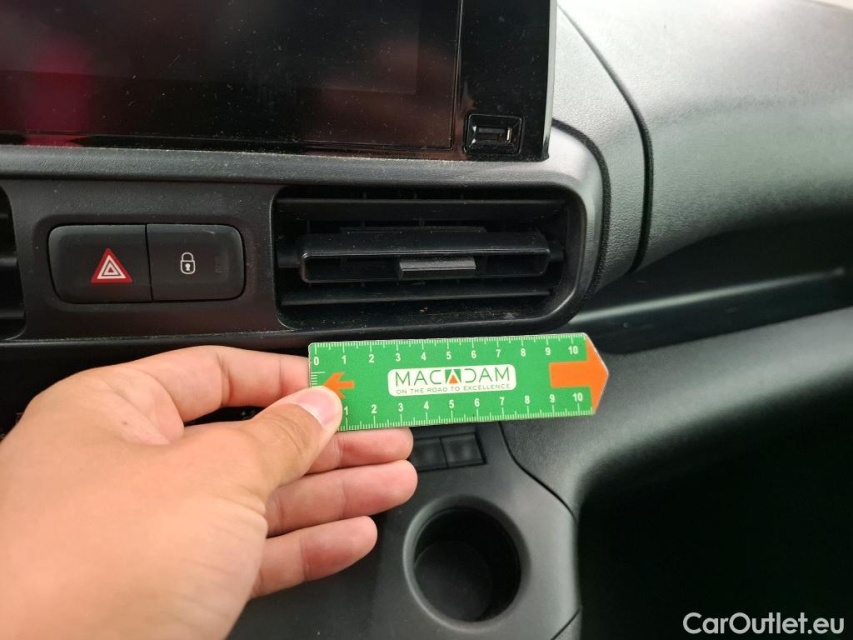 0 1 2 3 4 5 6 7 8 9 10
MACADAM
ON THE ROAD TO EXCELLENCE
1 2 3 4 5 6 7 8 9 10
CarOutlet.eu